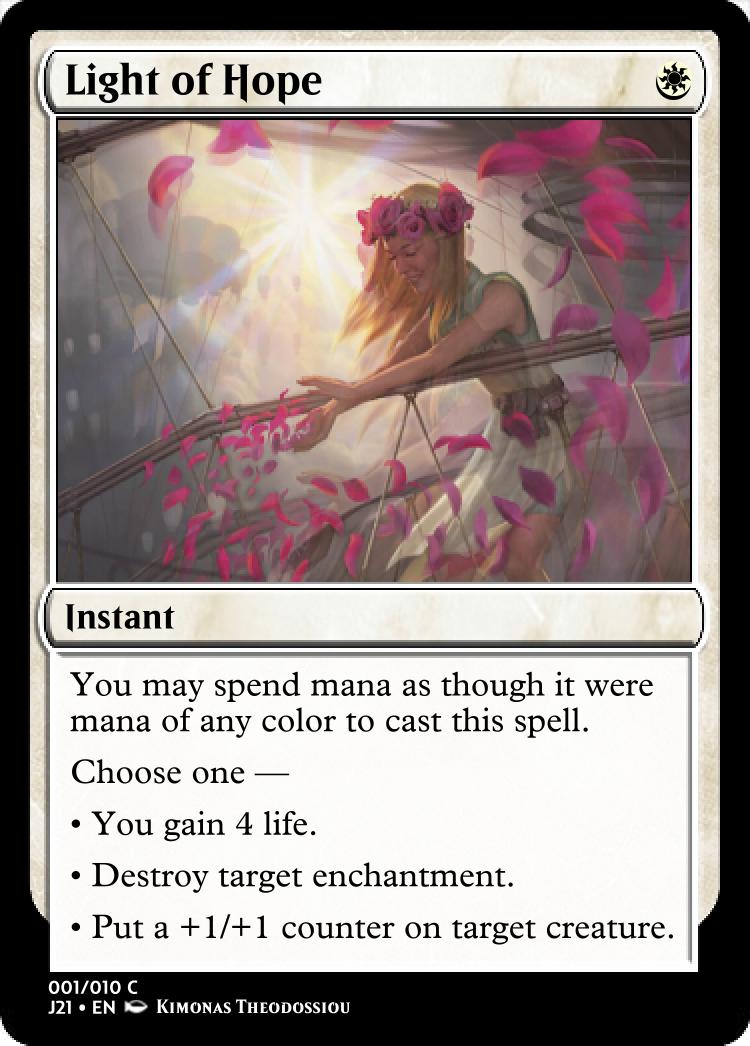 Light of Hope
Instant
You may spend mana as though it were
mana of any color to cast this spell.
Choose one —
• You gain 4 life.
• Destroy target enchantment.
• Put a +1/+1 counter on target creature.
001/010 C
J21 • EN Kimonas Theodossiou